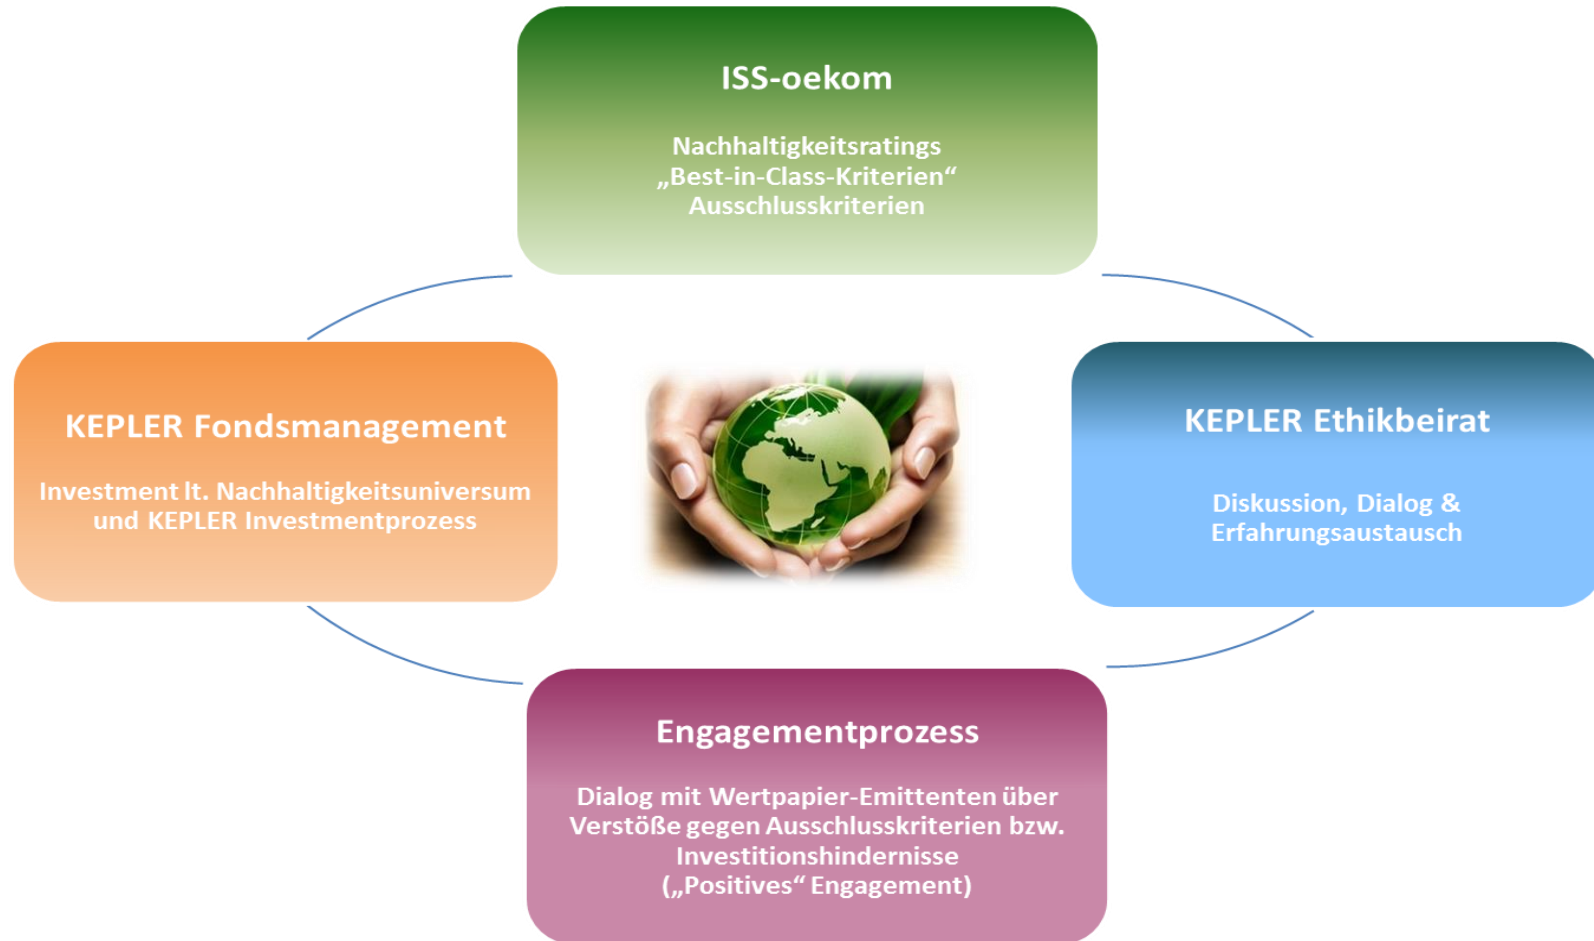 ISS-oekom
Nachhaltigkeitsratings
„Best-in-Class-Kriterien“
Ausschlusskriterien
KEPLER Fondsmanagement
Investment lt. Nachhaltigkeitsuniversum
und KEPLER Investmentprozess
KEPLER Ethikbeirat
Diskussion, Dialog &
Erfahrungsaustausch
Engagementprozess
Dialog mit Wertpapier-Emittenten über
Verstöße gegen Ausschlusskriterien bzw.
Investitionshindernisse
(„Positives“ Engagement)